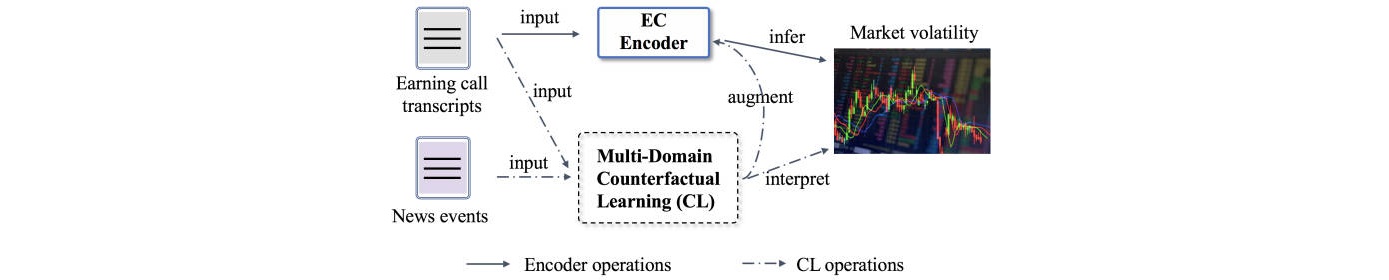 input
EC
Encoder
infer
Market volatility
Earning call
transcripts
input
augment
input
Multi-Domain
Counterfactual
Learning (CL)
interpret
News events
Encoder operations
CL operations